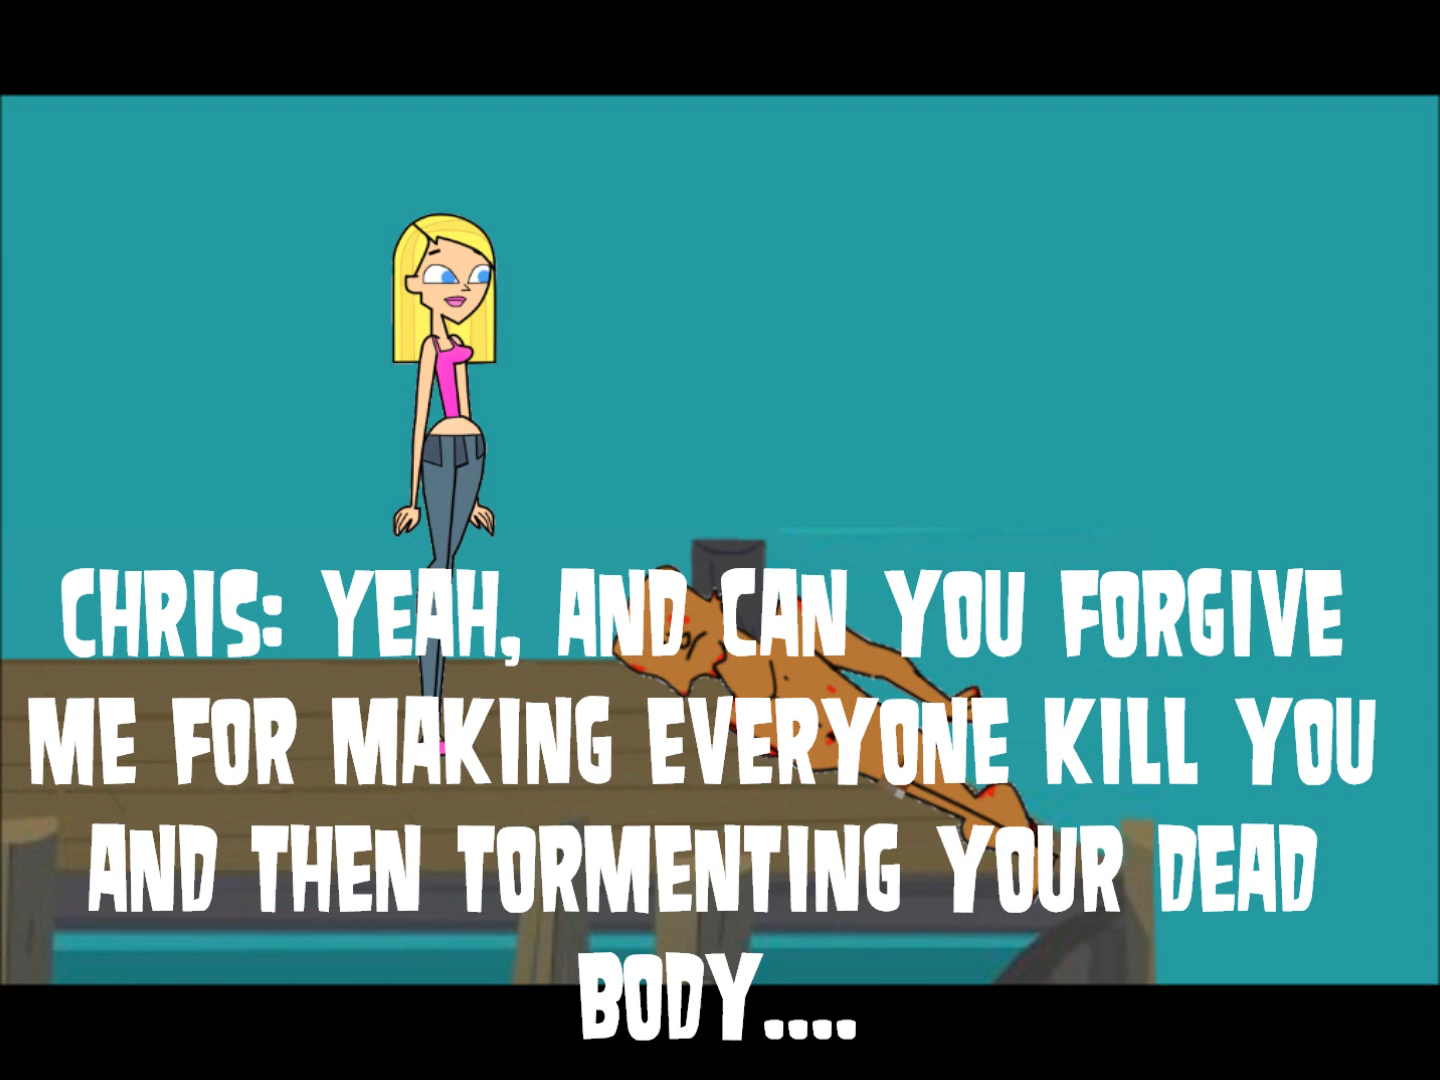 CHRIS: YEAH, AND CAN YOU FORGIVE
ME FOR MAKING EVERYONE KILL YOU
AND THEN TORMENTING YOUR DEAD
BODY....